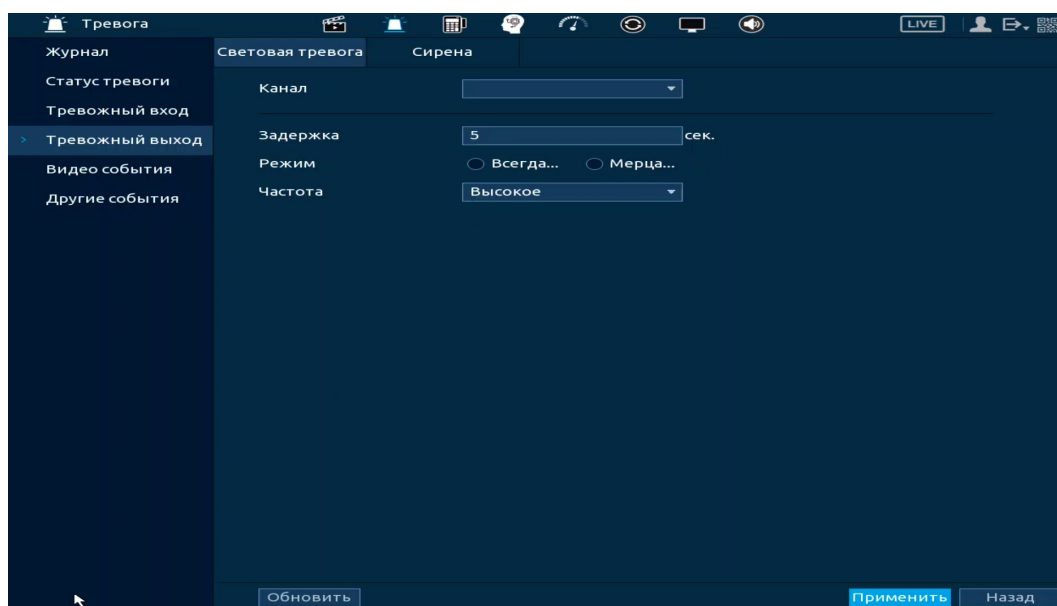 Тревога
LIVE
Журнал
Статус тревоги
Тревожный вход
> Тревожный выход
Видео события
Другие события
Световая тревога
Сирена
Канал
Задержка
5
сек.
Режим
Всегда...
Мерца...
Частота
Высокое
Обновить
Применить
Назад